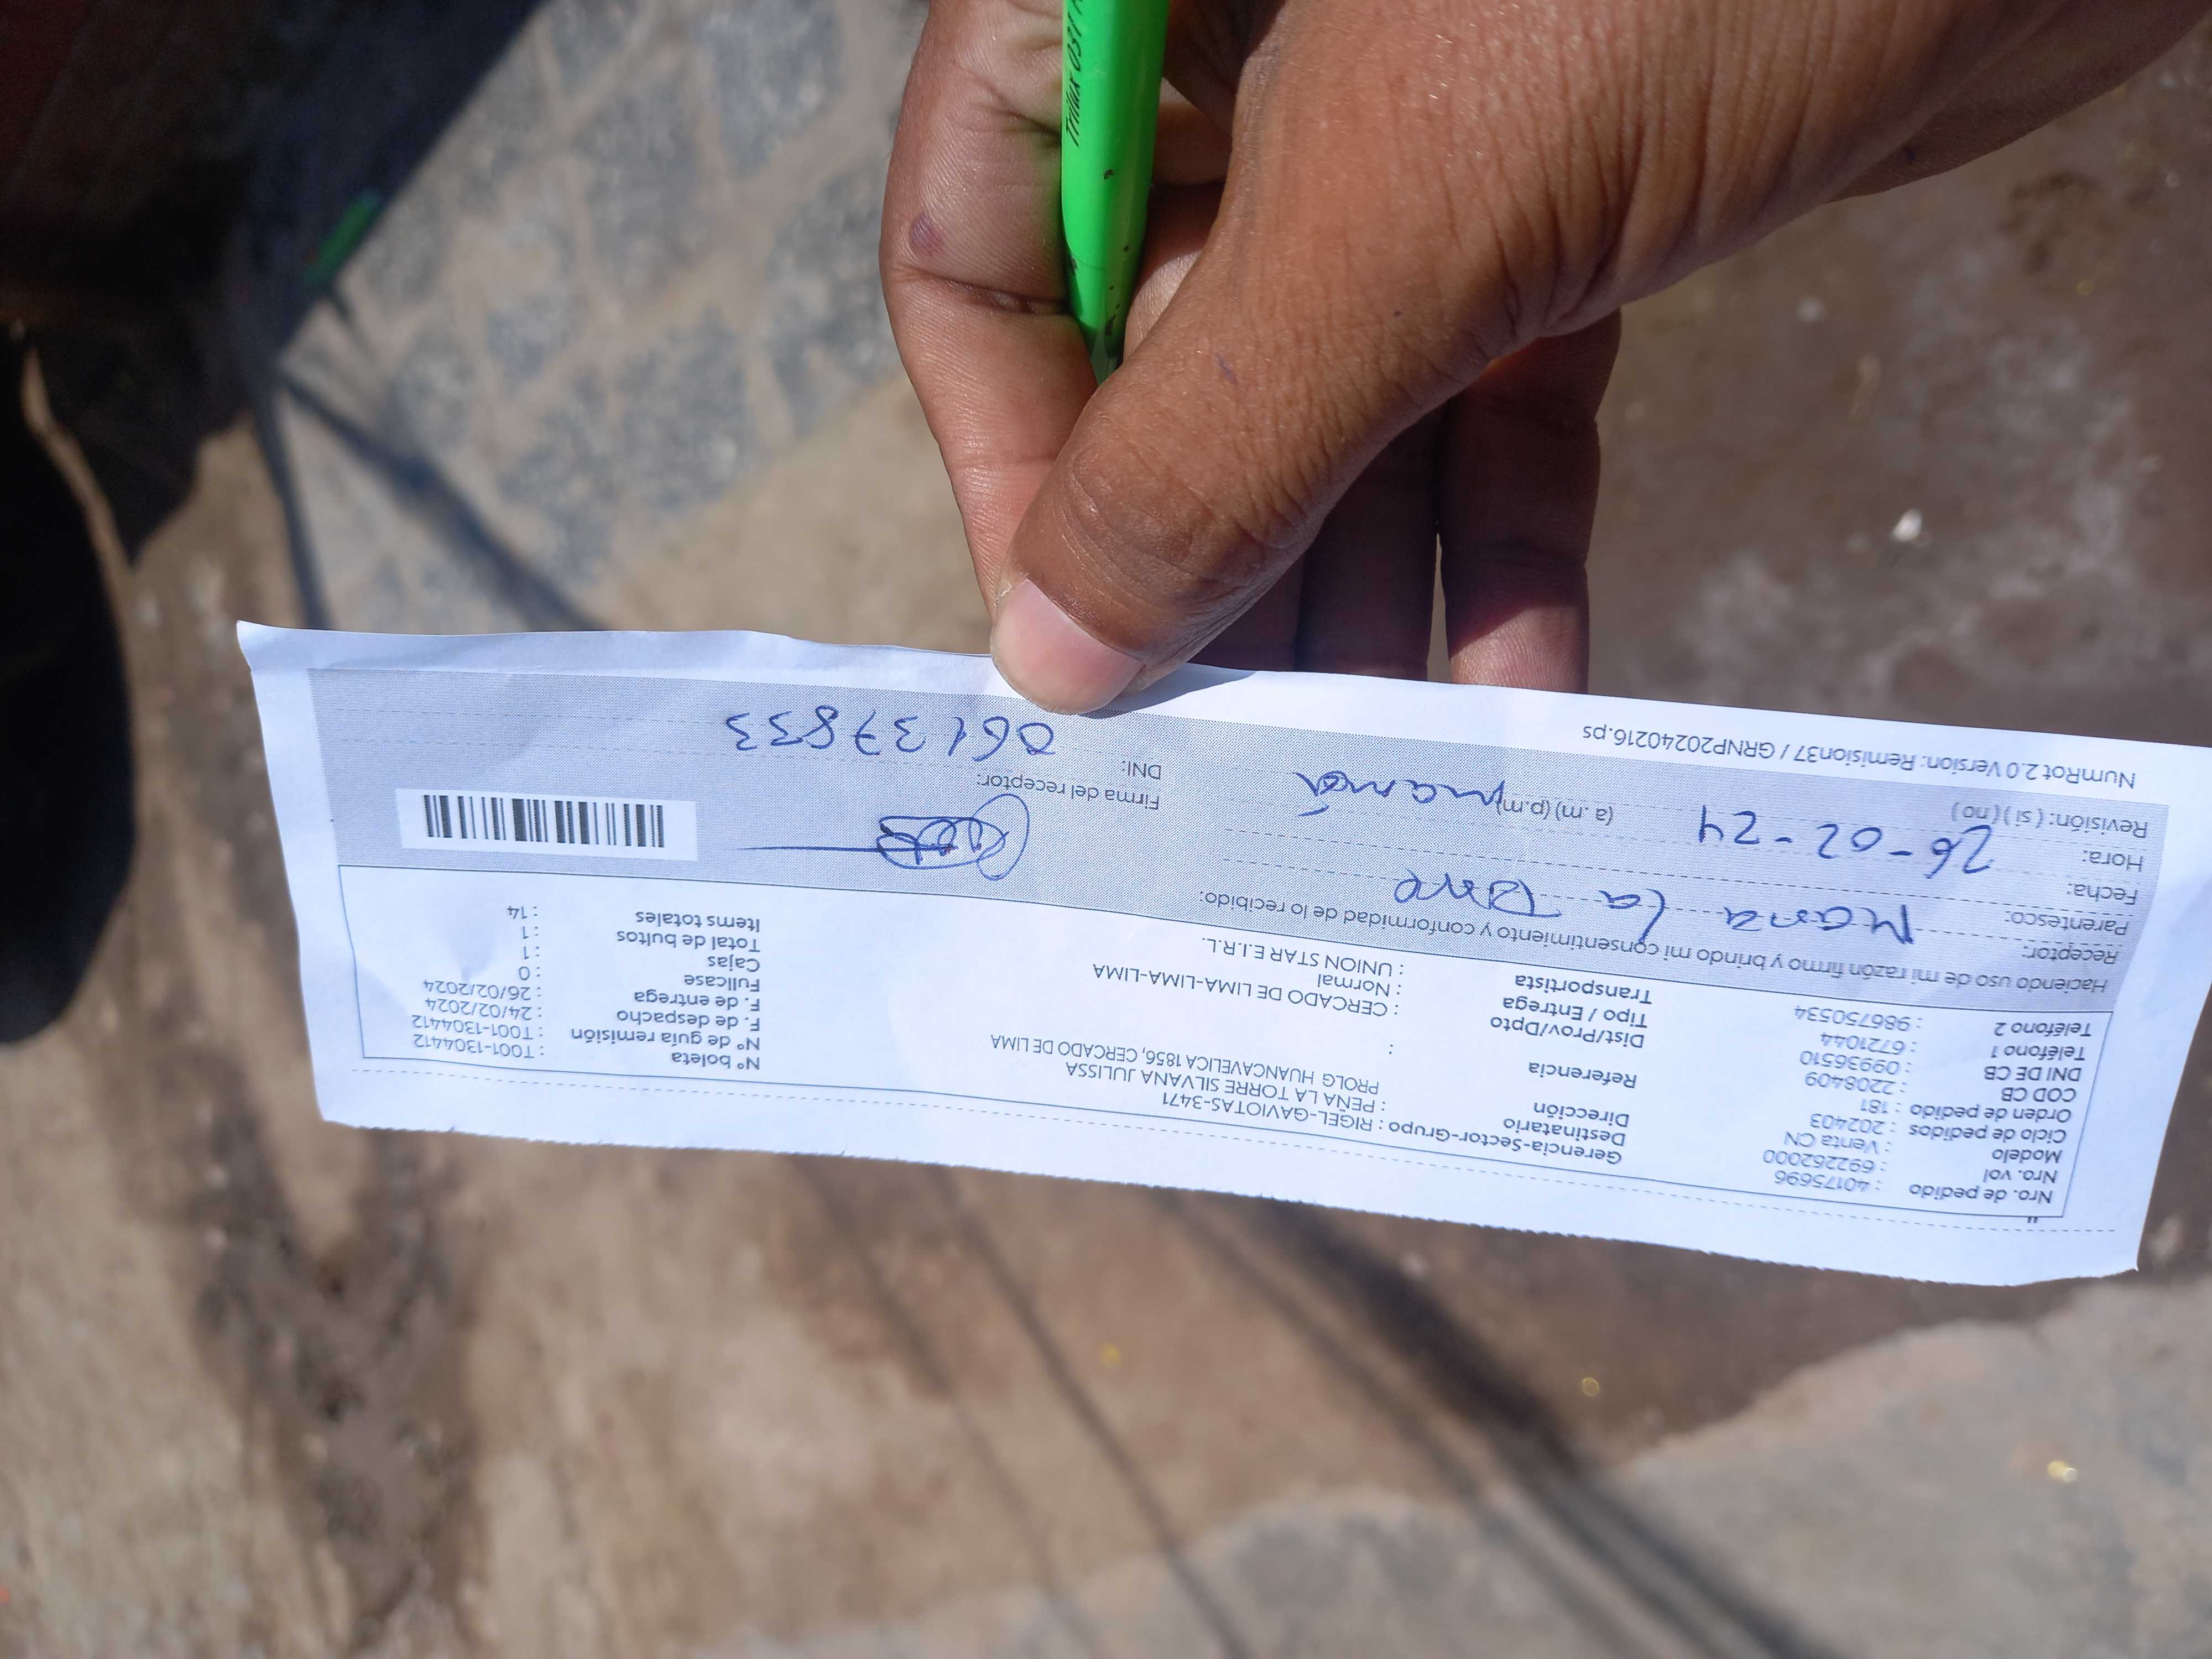 Trilux 031
Nro. de pedido : 40175696
Nro. vol : 692262000
Modelo : Venta CN
Ciclo de pedidos : 202403
Orden de pedido : 181
COD CB : 2208409
DNI DE CB : 09936510
Teléfono 1 : 6721044
Teléfono 2 : 986750534
Gerencia-Sector-Grupo : RIGEL-GAVIOTAS-3471
Destinatario : PEÑA LA TORRE SILVANA JULISSA
Dirección PROLG HUANCAVELICA 1856, CERCADO DE LIMA
Referencia :
Dist/Prov/Dpto : CERCADO DE LIMA-LIMA-LIMA
Tipo / Entrega : Normal
Transportista : UNION STAR E.I.R.L.
Nº boleta : T001-1304412
Nº de guía remisión : T001-1304412
F. de despacho : 24/02/2024
F. de entrega : 26/02/2024
Fullcase : 0
Cajas : 1
Total de bultos : 1
Items totales : 14
Haciendo uso de mi razón firmo y brindo mi consentimiento y conformidad de lo recibido:
Receptor: Maria la Torre
Parentesco:
Fecha: 26-02-24
Hora: (a.m) (p.m) mamá
Revisión: ( si ) ( no )
Firma del receptor:
DNI: 06137833
NumRot 2.0 Version: Remision37 / GRNP20240216.ps